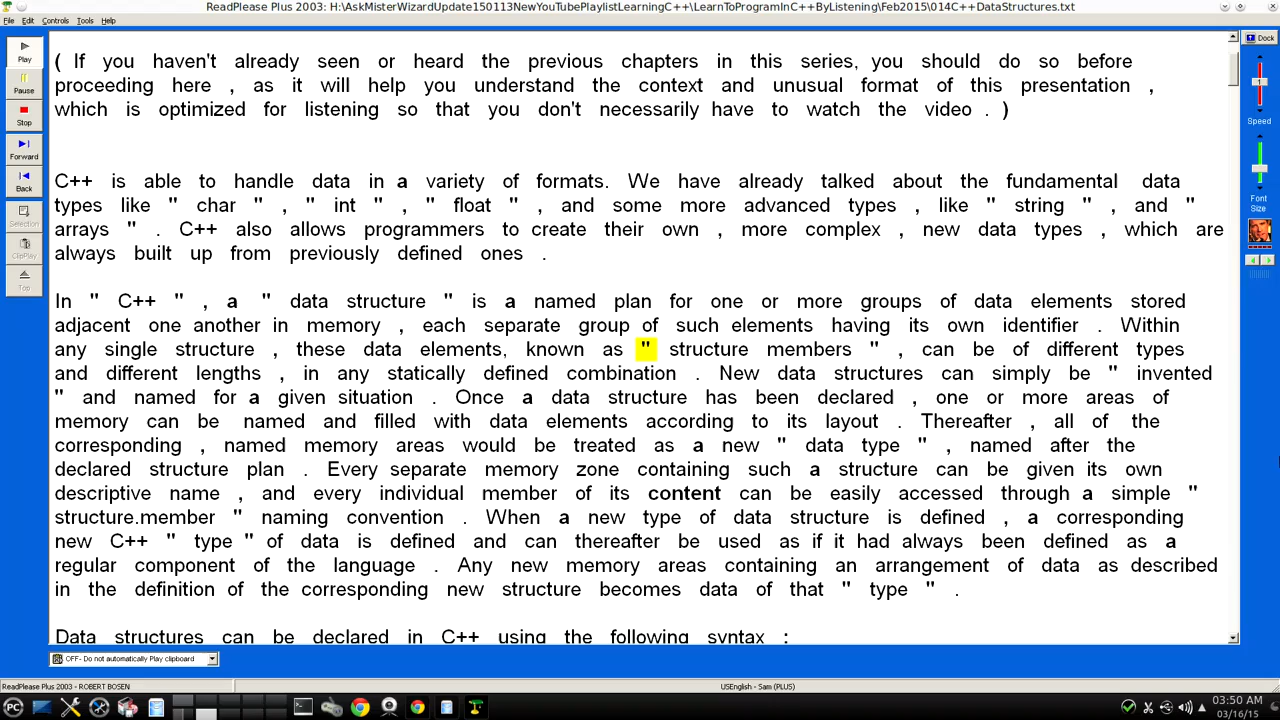 ReadPlease Plus 2003: H:\AskMisterWizardUpdate150113NewYouTubePlaylistLearningC++\LearnToProgramInC++ByListening\Feb2015\014C++DataStructures.txt
File Edit Controls Tools Help
Play
Pause
Stop
Forward
Back
Selection
ClipPlay
Top
Dock
Speed
Font
Size
( If you haven't already seen or heard the previous chapters in this series, you should do so before
proceeding here , as it will help you understand the context and unusual format of this presentation ,
which is optimized for listening so that you don't necessarily have to watch the video . )
C++ is able to handle data in a variety of formats. We have already talked about the fundamental data
types like " char " , " int " , " float " , and some more advanced types , like " string " , and "
arrays " . C++ also allows programmers to create their own , more complex , new data types , which are
always built up from previously defined ones .
In " C++ " , a " data structure " is a named plan for one or more groups of data elements stored
adjacent one another in memory , each separate group of such elements having its own identifier . Within
any single structure , these data elements, known as " structure members " , can be of different types
and different lengths , in any statically defined combination . New data structures can simply be " invented
" and named for a given situation . Once a data structure has been declared , one or more areas of
memory can be named and filled with data elements according to its layout . Thereafter , all of the
corresponding , named memory areas would be treated as a new " data type " , named after the
declared structure plan . Every separate memory zone containing such a structure can be given its own
descriptive name , and every individual member of its content can be easily accessed through a simple "
structure.member " naming convention . When a new type of data structure is defined , a corresponding
new C++ " type " of data is defined and can thereafter be used as if it had always been defined as a
regular component of the language . Any new memory areas containing an arrangement of data as described
in the definition of the corresponding new structure becomes data of that " type " .
Data structures can be declared in C++ using the following syntax :
OFF- Do not automatically Play clipboard
ReadPlease Plus 2003 - ROBERT BOSEN
USEnglish - Sam (PLUS)
PC
03:50 AM
03/16/15